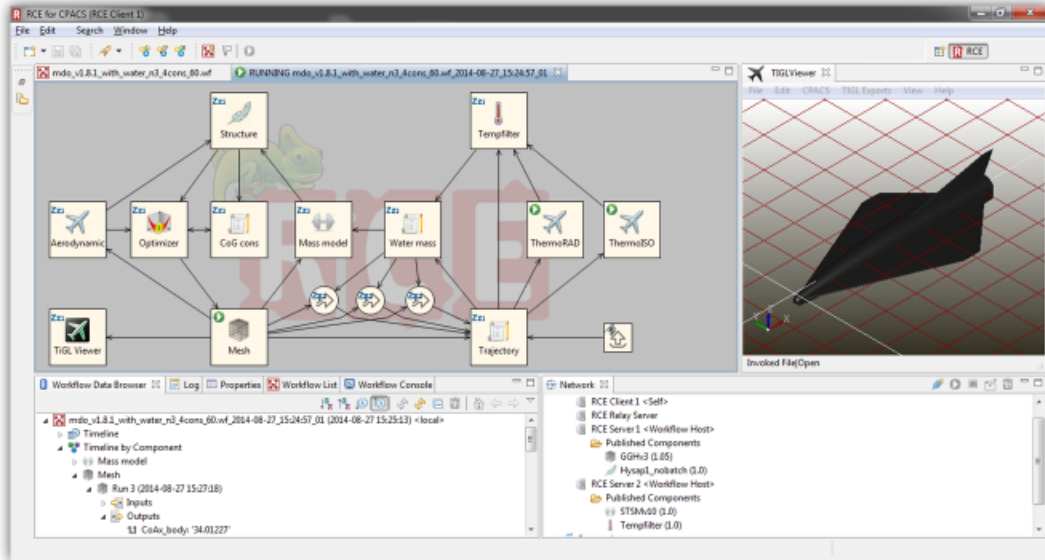 RCE for CPACS (RCE Client 1)
File Edit Search Window Help
RCE
mdo_v1.8.1_with_water_n3_4cons_60.wf
RUNNING mdo_v1.8.1_with_water_n3_4cons_60.wf_2014-08-27_15:24:57_01
TIGLViewer
File Edit CPACS TIGL Exports View Help
Structure
Tempfilter
Aerodynamic
Optimizer
CoG cons
Mass model
Water mass
ThermoRAD
ThermoISO
RCE
TiGL Viewer
Mesh
Trajectory
Z Y X
Invoked File|Open
Workflow Data Browser Log Properties Workflow List Workflow Console
mdo_v1.8.1_with_water_n3_4cons_60.wf_2014-08-27_15:24:57_01 (2014-08-27 15:25:13) <local>
Timeline
Timeline by Component
Mass model
Mesh
Run 3 (2014-08-27 15:27:18)
Inputs
Outputs
CoAx_body: '34.01227'
Network
RCE Client 1 <Self>
RCE Relay Server
RCE Server 1 <Workflow Host>
Published Components
GGHv3 (1.05)
Hysap1_nobatch (1.0)
RCE Server 2 <Workflow Host>
Published Components
STSMv10 (1.0)
Tempfilter (1.0)